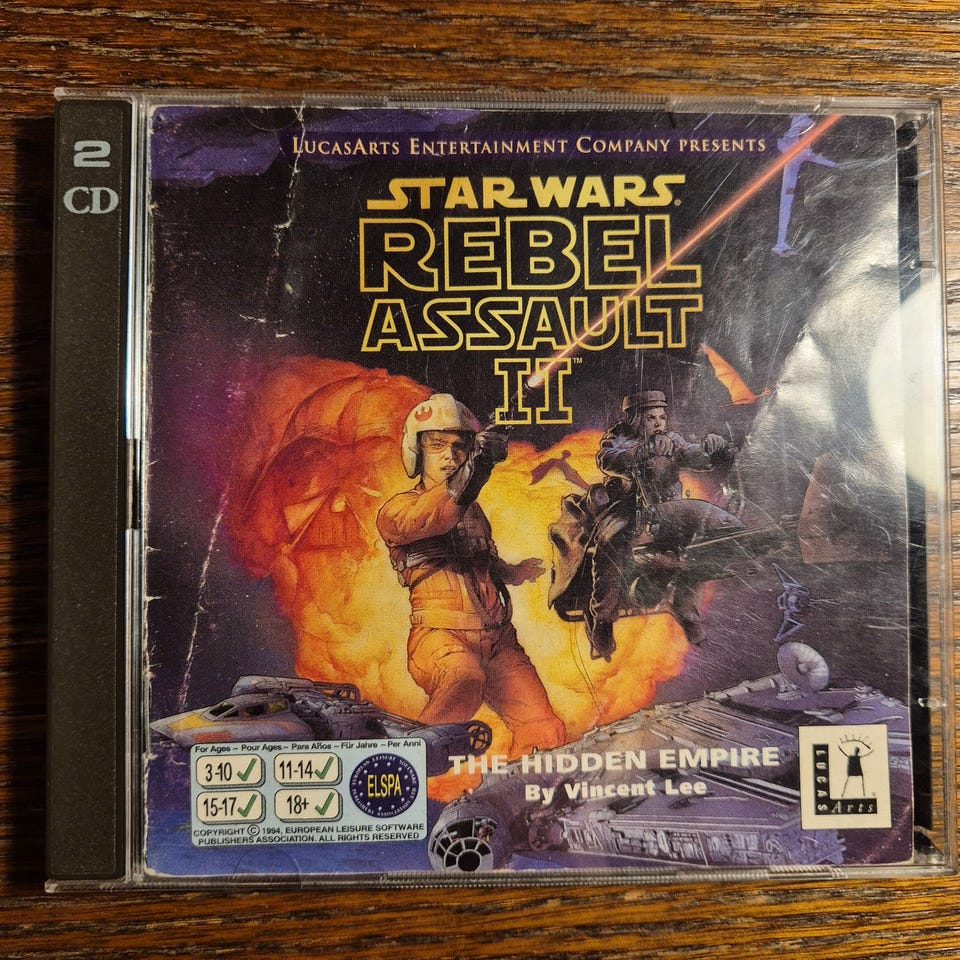 2
CD
LucasArts Entertainment Company presents
STAR WARS®
REBEL
ASSAULT
II™
For Ages ~ Pour Ages ~ Para Años ~ Für Jahre ~ Per Anni
3-10 ✓ 11-14 ✓
15-17 ✓ 18+ ✓
ELSPA
COPYRIGHT © 1994, EUROPEAN LEISURE SOFTWARE
PUBLISHERS ASSOCIATION. ALL RIGHTS RESERVED
THE HIDDEN EMPIRE
By Vincent Lee
LUCAS
Arts